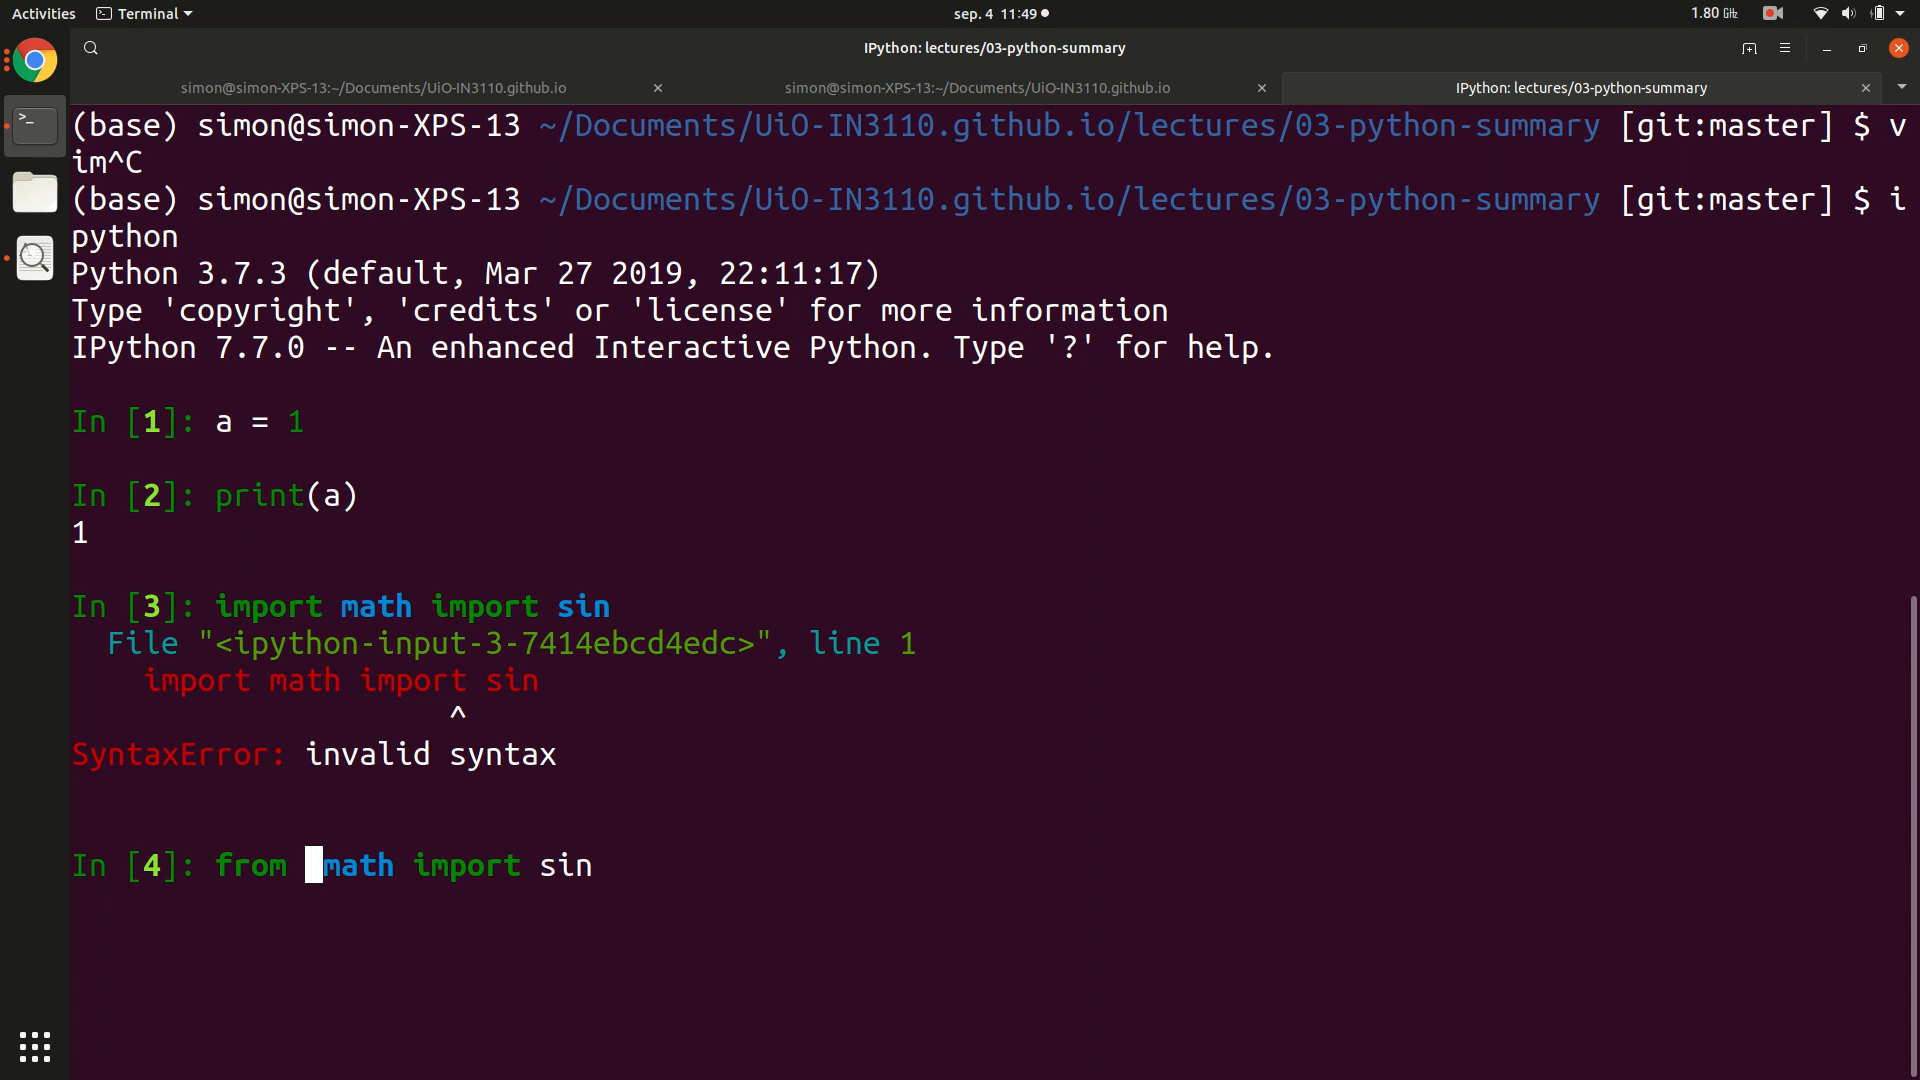 Activities Terminal sep. 4 11:49 1.80 GHz
IPython: lectures/03-python-summary
simon@simon-XPS-13:~/Documents/UiO-IN3110.github.io simon@simon-XPS-13:~/Documents/UiO-IN3110.github.io IPython: lectures/03-python-summary
(base) simon@simon-XPS-13 ~/Documents/UiO-IN3110.github.io/lectures/03-python-summary [git:master] $ v
im^C
(base) simon@simon-XPS-13 ~/Documents/UiO-IN3110.github.io/lectures/03-python-summary [git:master] $ i
python
Python 3.7.3 (default, Mar 27 2019, 22:11:17)
Type 'copyright', 'credits' or 'license' for more information
IPython 7.7.0 -- An enhanced Interactive Python. Type '?' for help.
In [1]: a = 1
In [2]: print(a)
1
In [3]: import math import sin
File "<ipython-input-3-7414ebcd4edc>", line 1
import math import sin
^
SyntaxError: invalid syntax
In [4]: from math import sin